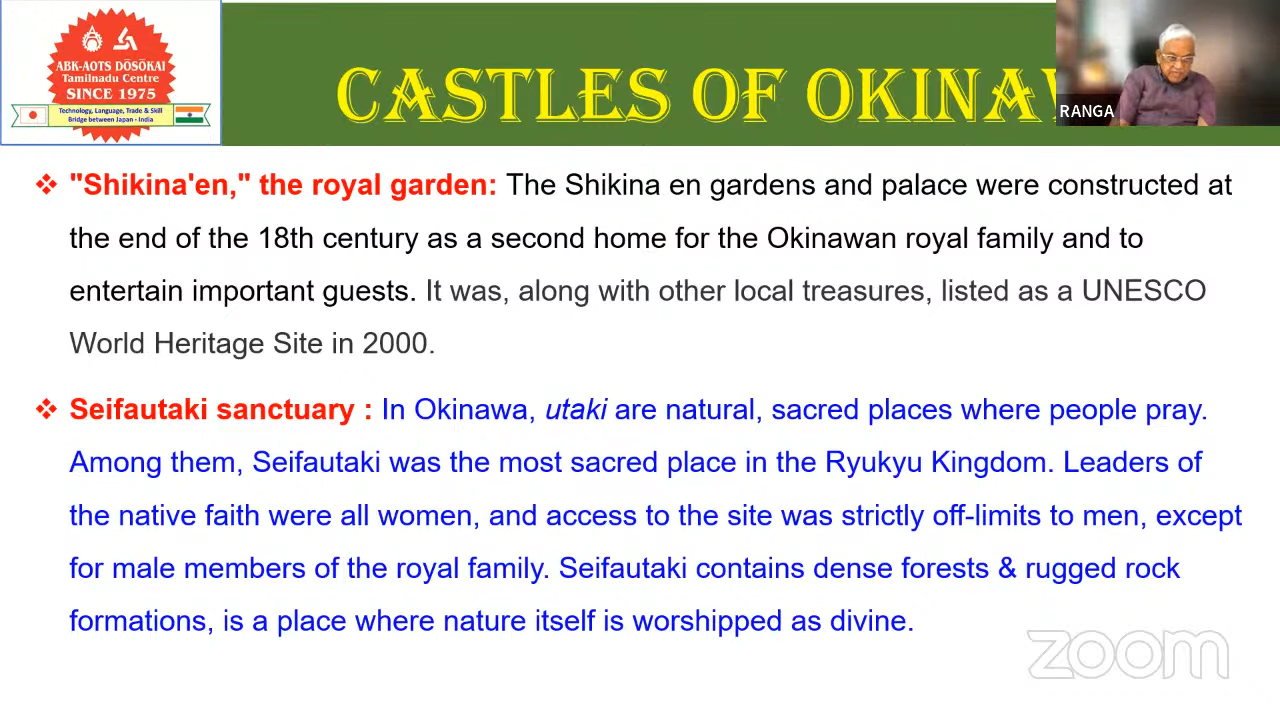 ABK-AOTS DŌSŌKAI
Tamilnadu Centre
SINCE 1975
Technology, Language, Trade & Skill
Bridge between Japan - India
CASTLES OF OKINAW
RANGA
❖ "Shikina'en," the royal garden: The Shikina en gardens and palace were constructed at
the end of the 18th century as a second home for the Okinawan royal family and to
entertain important guests. It was, along with other local treasures, listed as a UNESCO
World Heritage Site in 2000.
❖ Seifautaki sanctuary : In Okinawa, utaki are natural, sacred places where people pray.
Among them, Seifautaki was the most sacred place in the Ryukyu Kingdom. Leaders of
the native faith were all women, and access to the site was strictly off-limits to men, except
for male members of the royal family. Seifautaki contains dense forests & rugged rock
formations, is a place where nature itself is worshipped as divine.
zoom